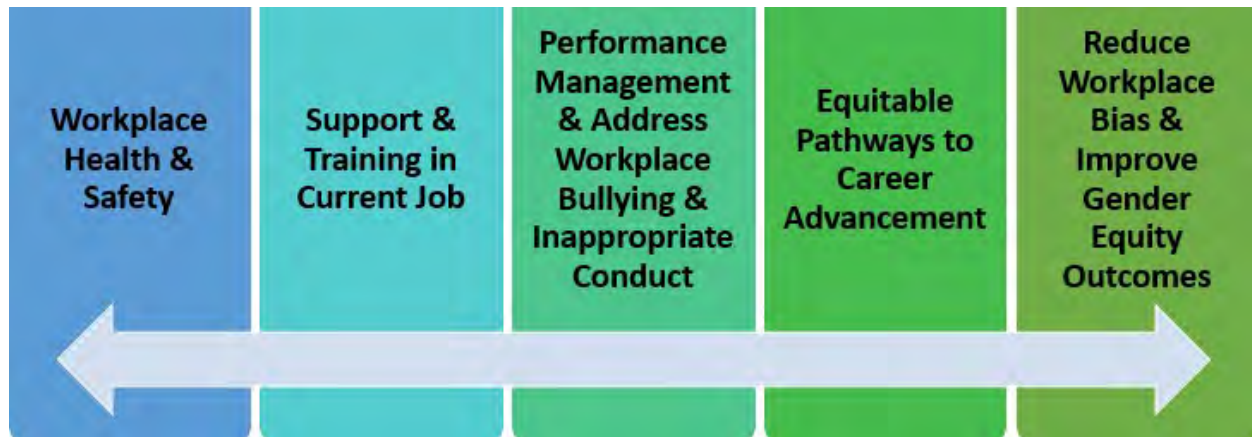 Workplace
Health &
Safety
Support &
Training in
Current Job
Performance
Management
& Address
Workplace
Bullying &
Inappropriate
Conduct
Equitable
Pathways to
Career
Advancement
Reduce
Workplace
Bias &
Improve
Gender
Equity
Outcomes